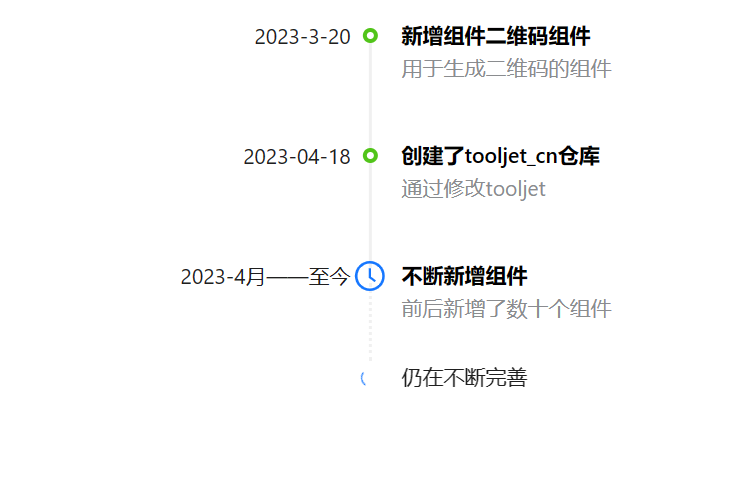 2023-3-20
新增组件二维码组件
用于生成二维码的组件
2023-04-18
创建了tooljet_cn仓库
通过修改tooljet
2023-4月——至今
不断新增组件
前后新增了数十个组件
仍在不断完善